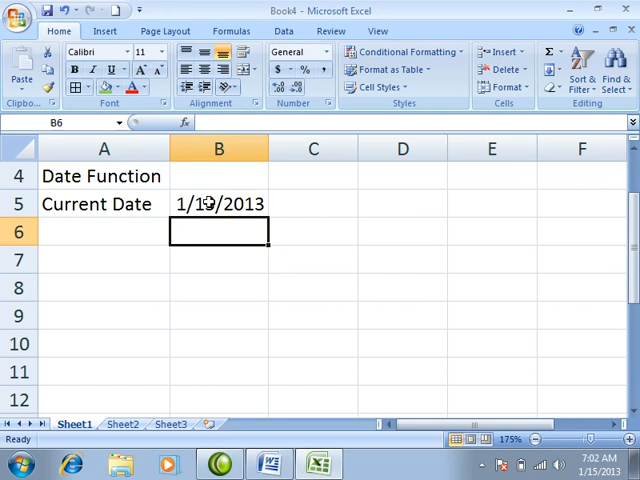 Book4 - Microsoft Excel
Home Insert Page Layout Formulas Data Review View
Paste
Calibri 11
B I U A A
General
$ % ,
Conditional Formatting
Format as Table
Cell Styles
Insert
Delete
Format
Σ
Sort & Filter
Find & Select
Clipbo... Font Alignment Number Styles Cells Editing
B6 fx
A B C D E F
4 Date Function
5 Current Date 1/15/2013
6
7
8
9
10
11
12
Sheet1 Sheet2 Sheet3
Ready 175%
7:02 AM
1/15/2013